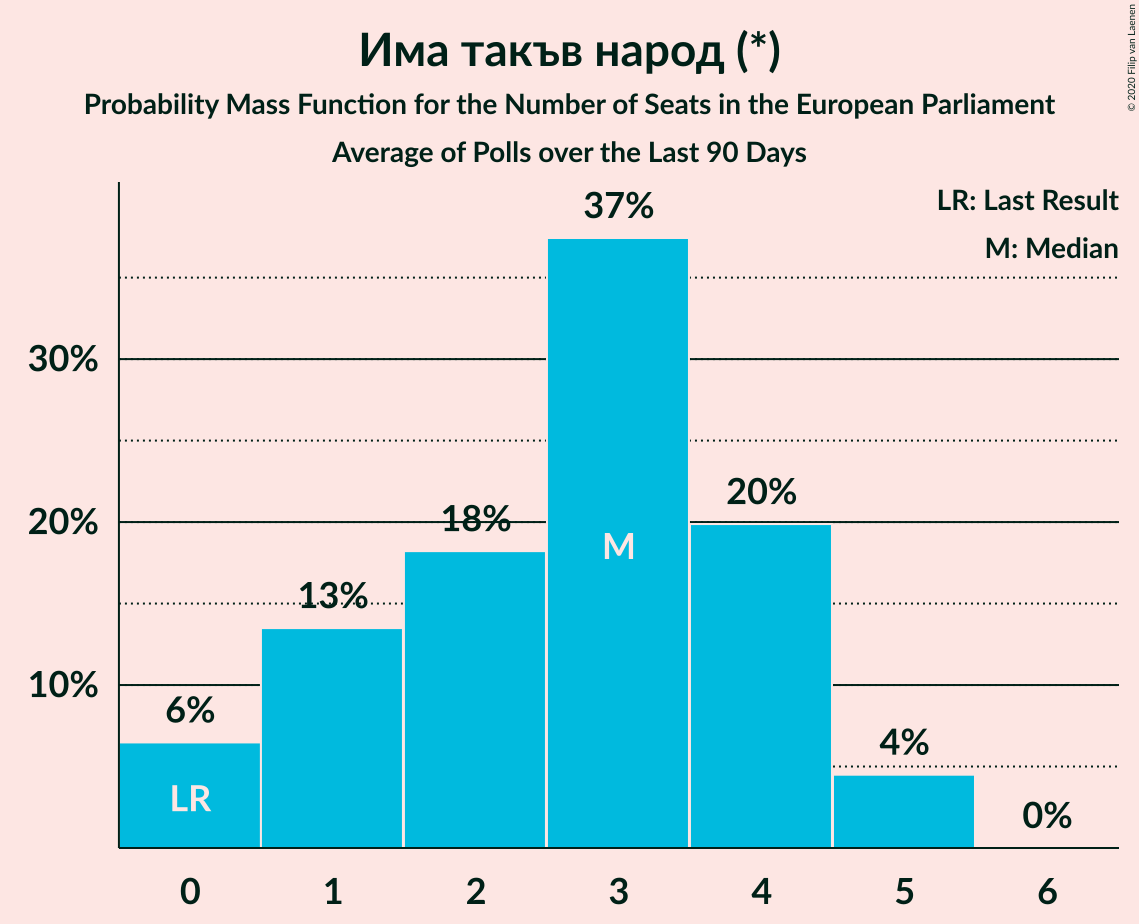 Има такъв народ (*)
Probability Mass Function for the Number of Seats in the European Parliament
Average of Polls over the Last 90 Days
© 2020 Filip van Laenen
LR: Last Result
M: Median
37%
30%
20%
10%
6%
13%
18%
20%
4%
0%
M
LR
0 1 2 3 4 5 6